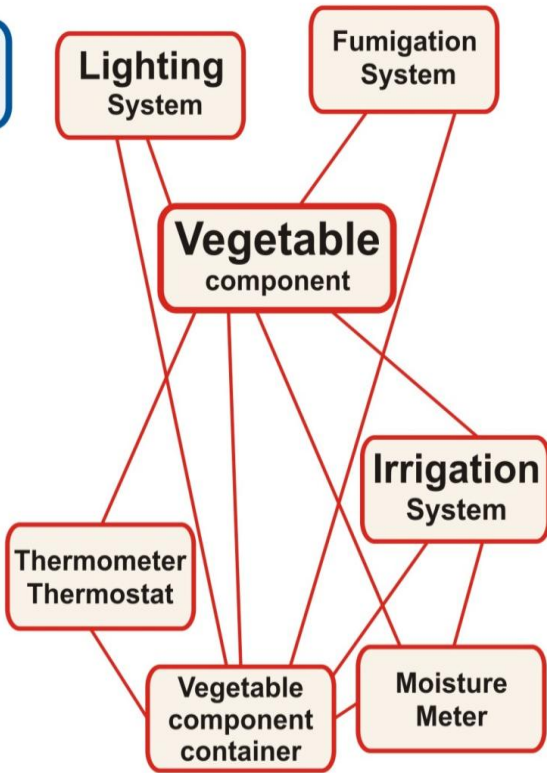 Lighting
System
Fumigation
System
Vegetable
component
Irrigation
System
Thermometer
Thermostat
Vegetable
component
container
Moisture
Meter